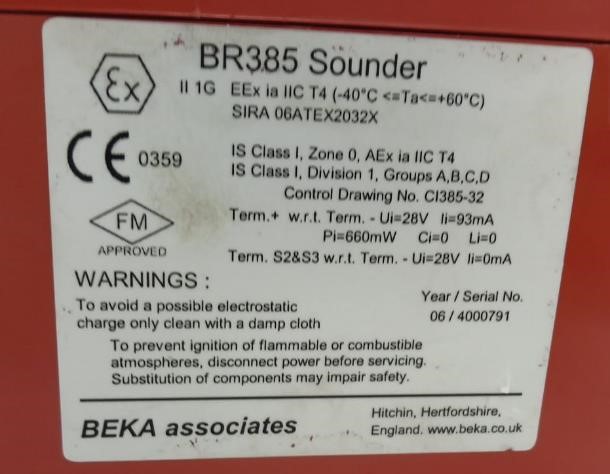 BR385 Sounder
Ex
II 1G EEx ia IIC T4 (-40°C <=Ta<=+60°C)
SIRA 06ATEX2032X
CE 0359
IS Class I, Zone 0, AEx ia IIC T4
IS Class I, Division 1, Groups A,B,C,D
Control Drawing No. CI385-32
FM
APPROVED
Term.+ w.r.t. Term. - Ui=28V Ii=93mA
Pi=660mW Ci=0 Li=0
Term. S2&S3 w.r.t. Term. - Ui=28V Ii=0mA
WARNINGS :
To avoid a possible electrostatic
charge only clean with a damp cloth
Year / Serial No.
06 / 4000791
To prevent ignition of flammable or combustible
atmospheres, disconnect power before servicing.
Substitution of components may impair safety.
BEKA associates
Hitchin, Hertfordshire,
England. www.beka.co.uk